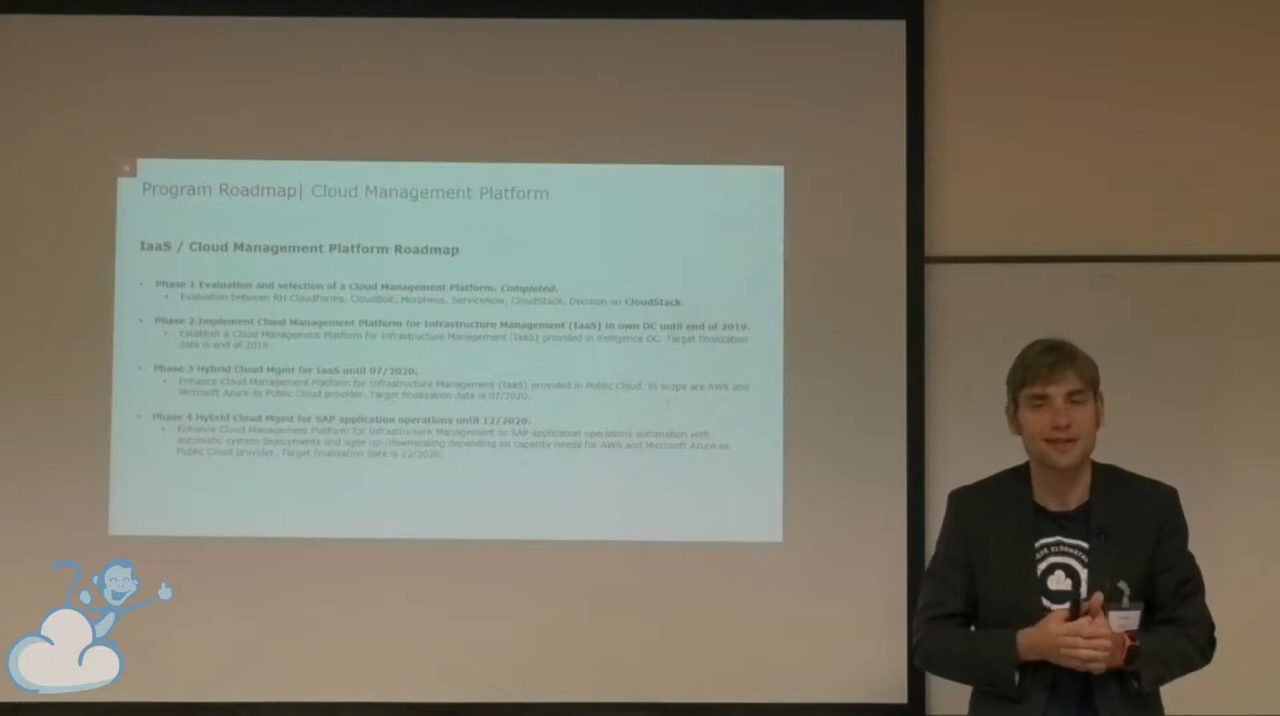 Program Roadmap| Cloud Management Platform
IaaS / Cloud Management Platform Roadmap
Phase 1 Evaluation and selection of a Cloud Management Platform. Completed.
Evaluation between RH CloudForms, CloudBolt, Morpheus, ServiceNow, CloudStack. Decision on CloudStack.
Phase 2 Implement Cloud Management Platform for Infrastructure Management (IaaS) in own DC until end of 2019.
Establish a Cloud Management Platform for Infrastructure Management (IaaS) provided in itelligence DC. Target finalization
date is end of 2019.
Phase 3 Hybrid Cloud Mgmt for IaaS until 07/2020.
Enhance Cloud Management Platform for Infrastructure Management (IaaS) provided in Public Cloud. In scope are AWS and
Microsoft Azure as Public Cloud provider. Target finalization date is 07/2020.
Phase 4 Hybrid Cloud Mgmt for SAP application operations until 12/2020.
Enhance Cloud Management Platform for Infrastructure Management to SAP application operations automation with
automatic system deployments and agile up-/downscaling depending on capacity needs for AWS and Microsoft Azure as
Public Cloud provider. Target finalization date is 12/2020.